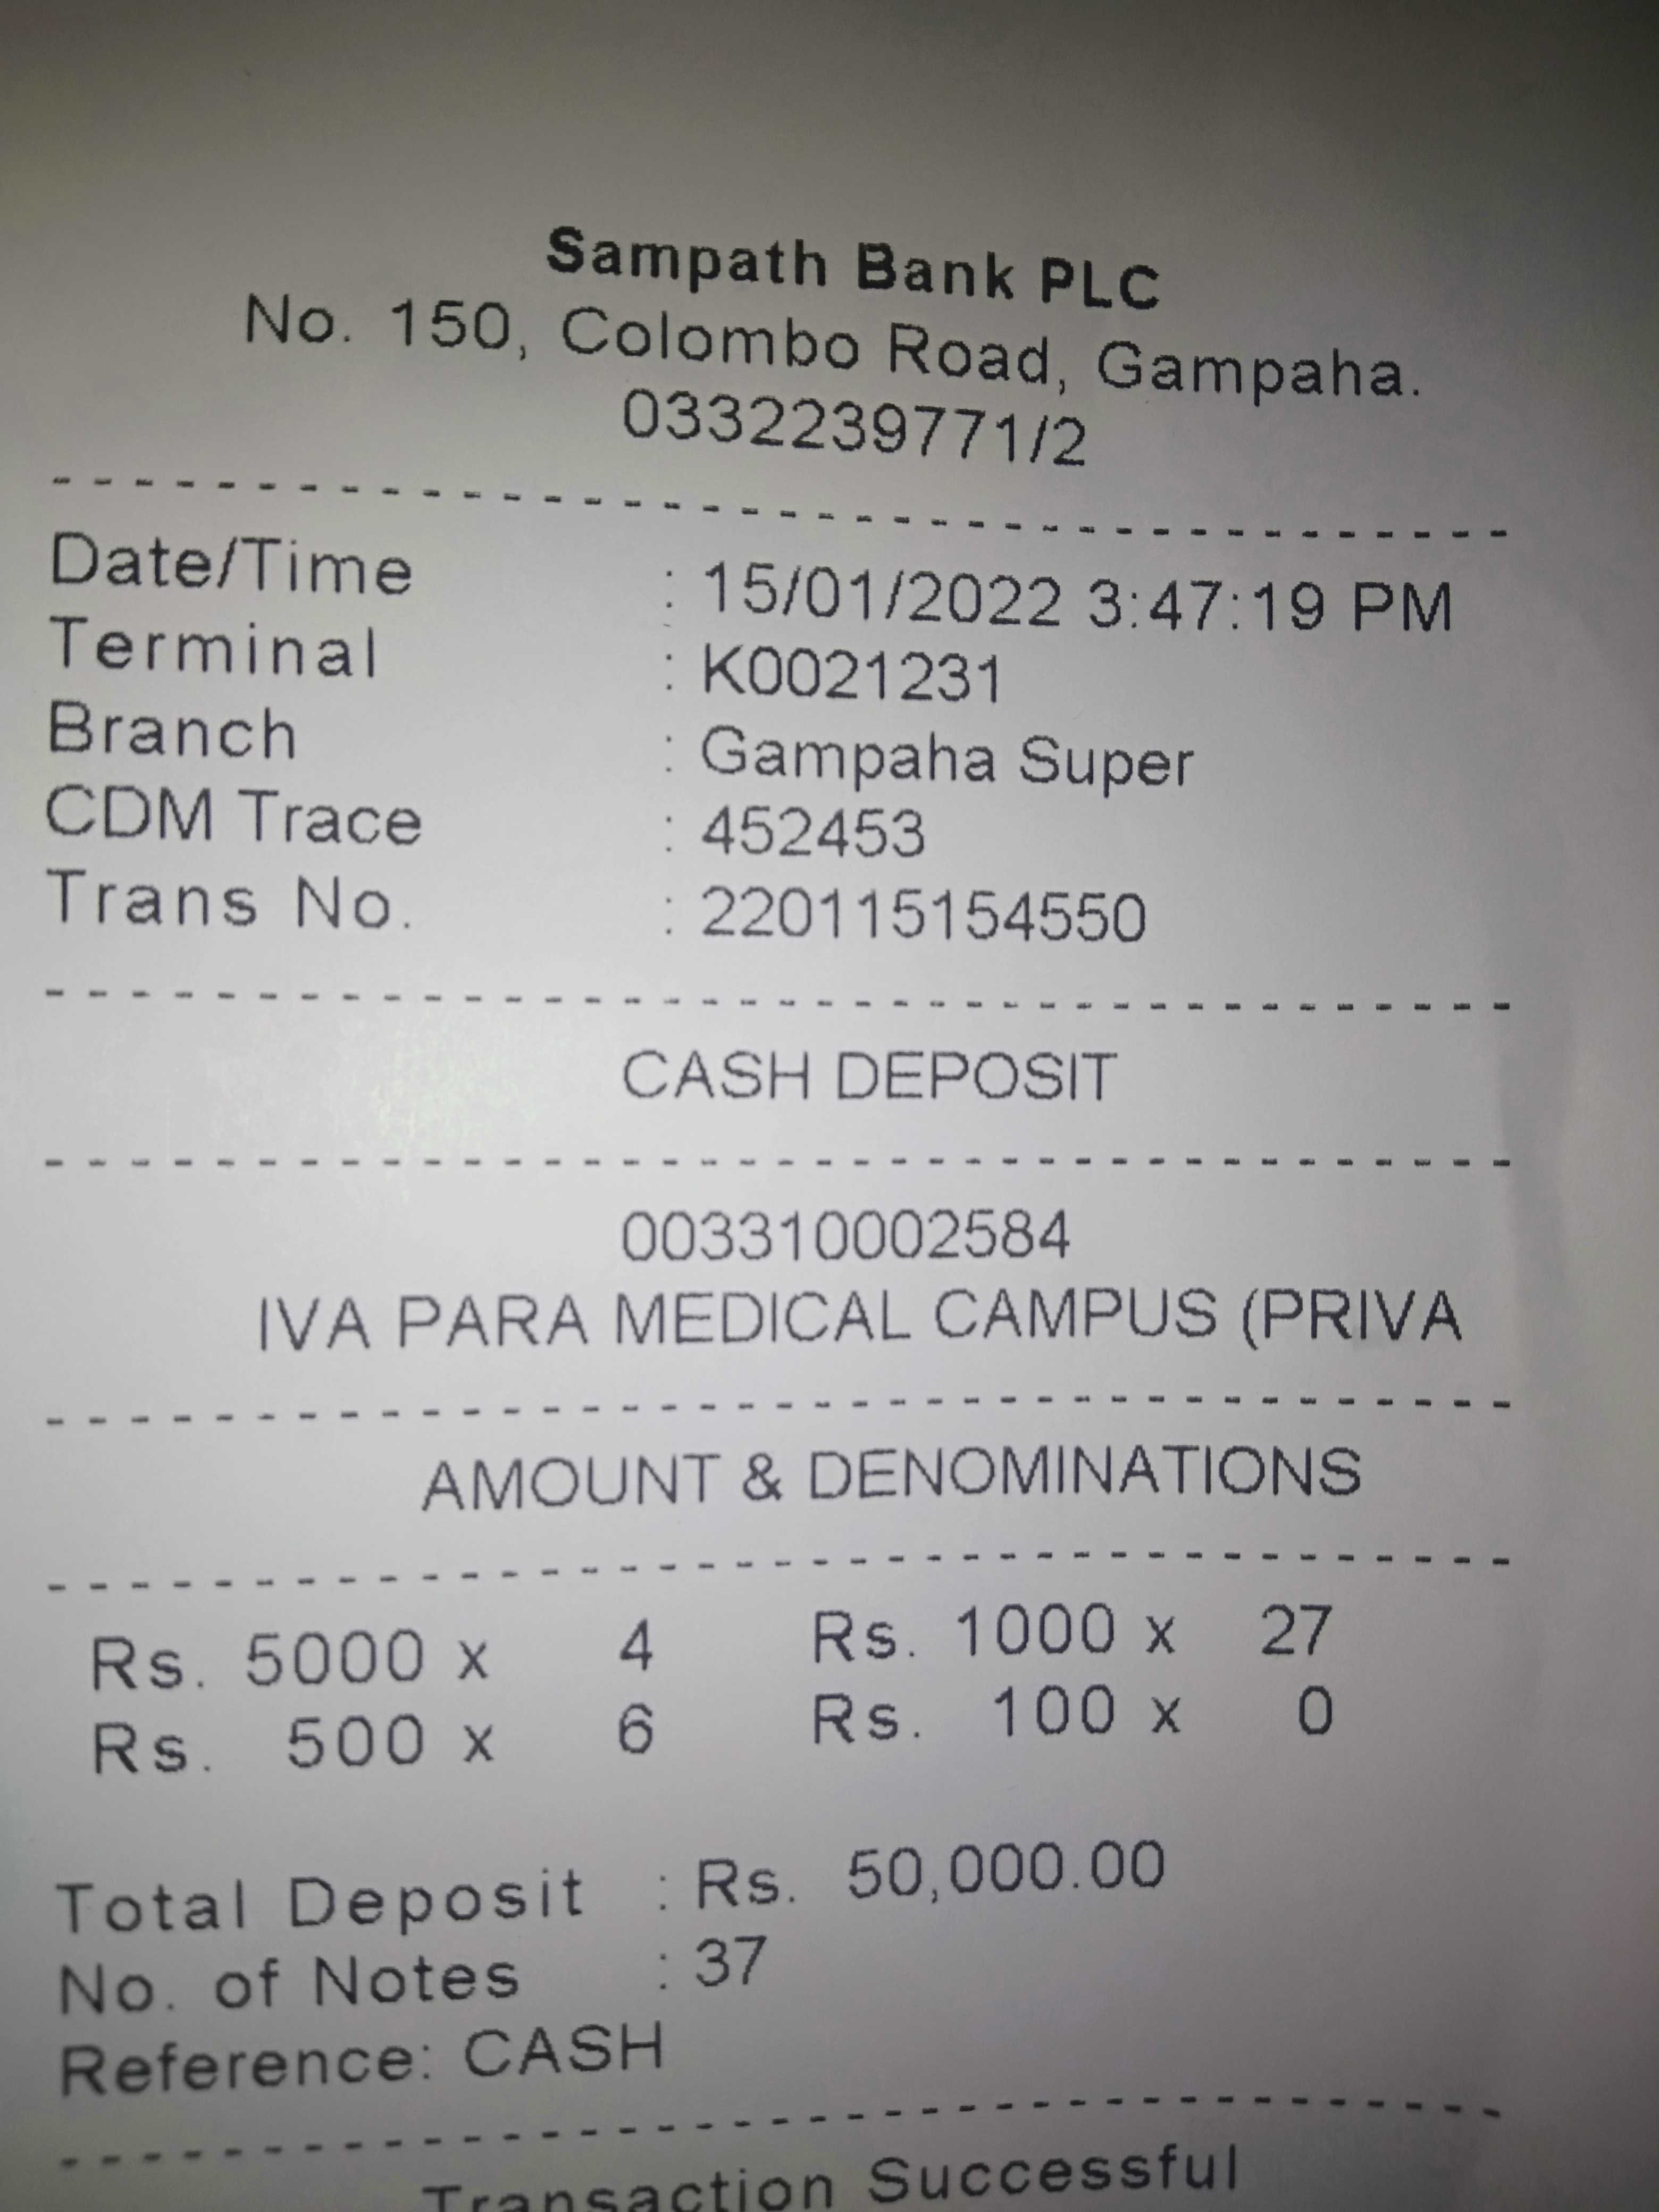 Sampath Bank PLC
No. 150, Colombo Road, Gampaha.
0332239771/2
Date/Time : 15/01/2022 3:47:19 PM
Terminal : K0021231
Branch : Gampaha Super
CDM Trace : 452453
Trans No. : 220115154550
CASH DEPOSIT
003310002584
IVA PARA MEDICAL CAMPUS (PRIVA
AMOUNT & DENOMINATIONS
Rs. 5000 x 4 Rs. 1000 x 27
Rs. 500 x 6 Rs. 100 x 0
Total Deposit : Rs. 50,000.00
No. of Notes : 37
Reference: CASH
Transaction Successful